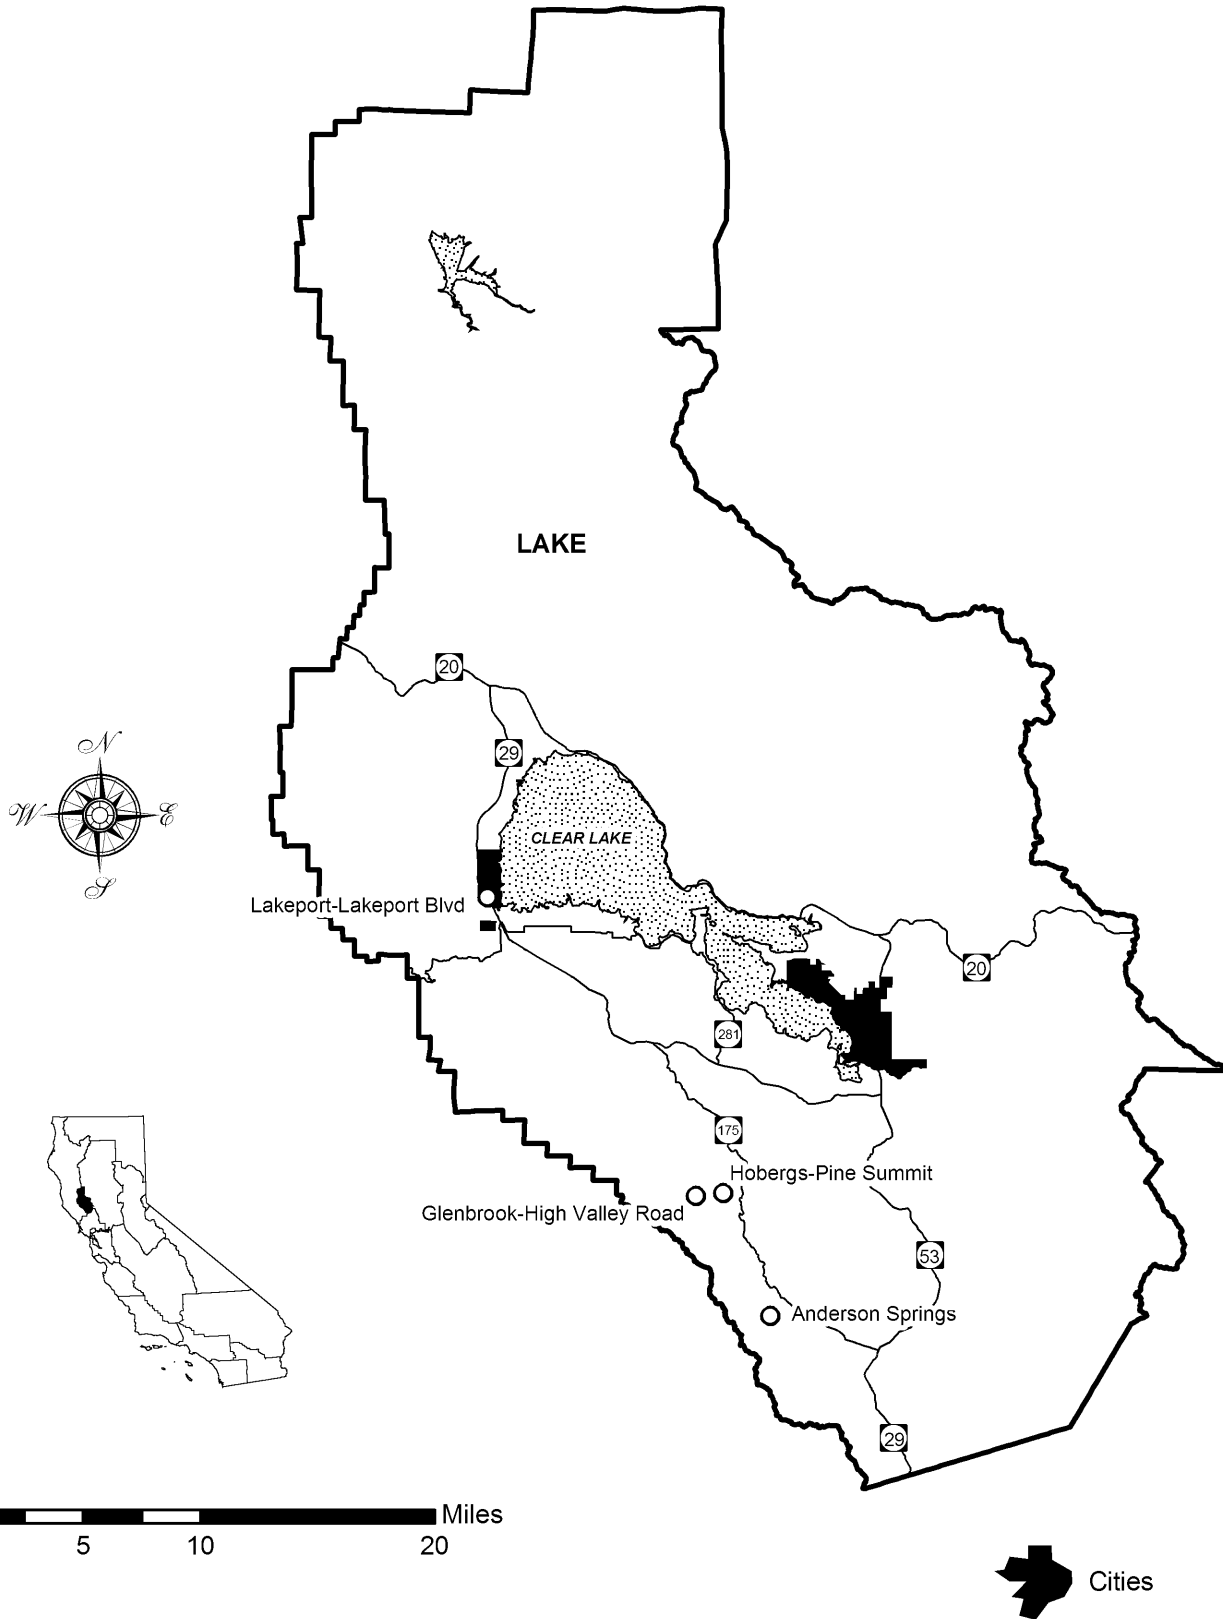 LAKE
20
N
29
W
E
CLEAR LAKE
S
Lakeport-Lakeport Blvd
20
281
175
Hobergs-Pine Summit
Glenbrook-High Valley Road
53
Anderson Springs
29
Miles
5 10 20
Cities